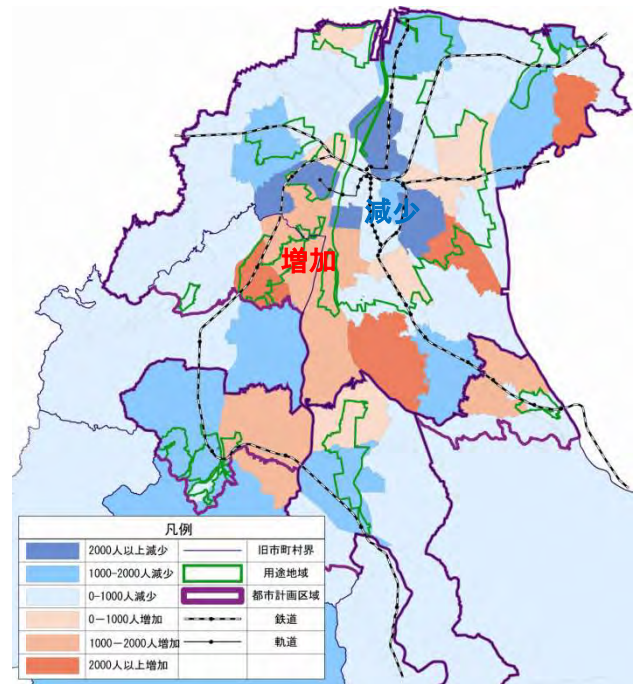 減少
増加
凡例
2000人以上減少 旧市町村界
1000-2000人減少 用途地域
0-1000人減少 都市計画区域
0－1000人増加 鉄道
1000－2000人増加 軌道
2000人以上増加